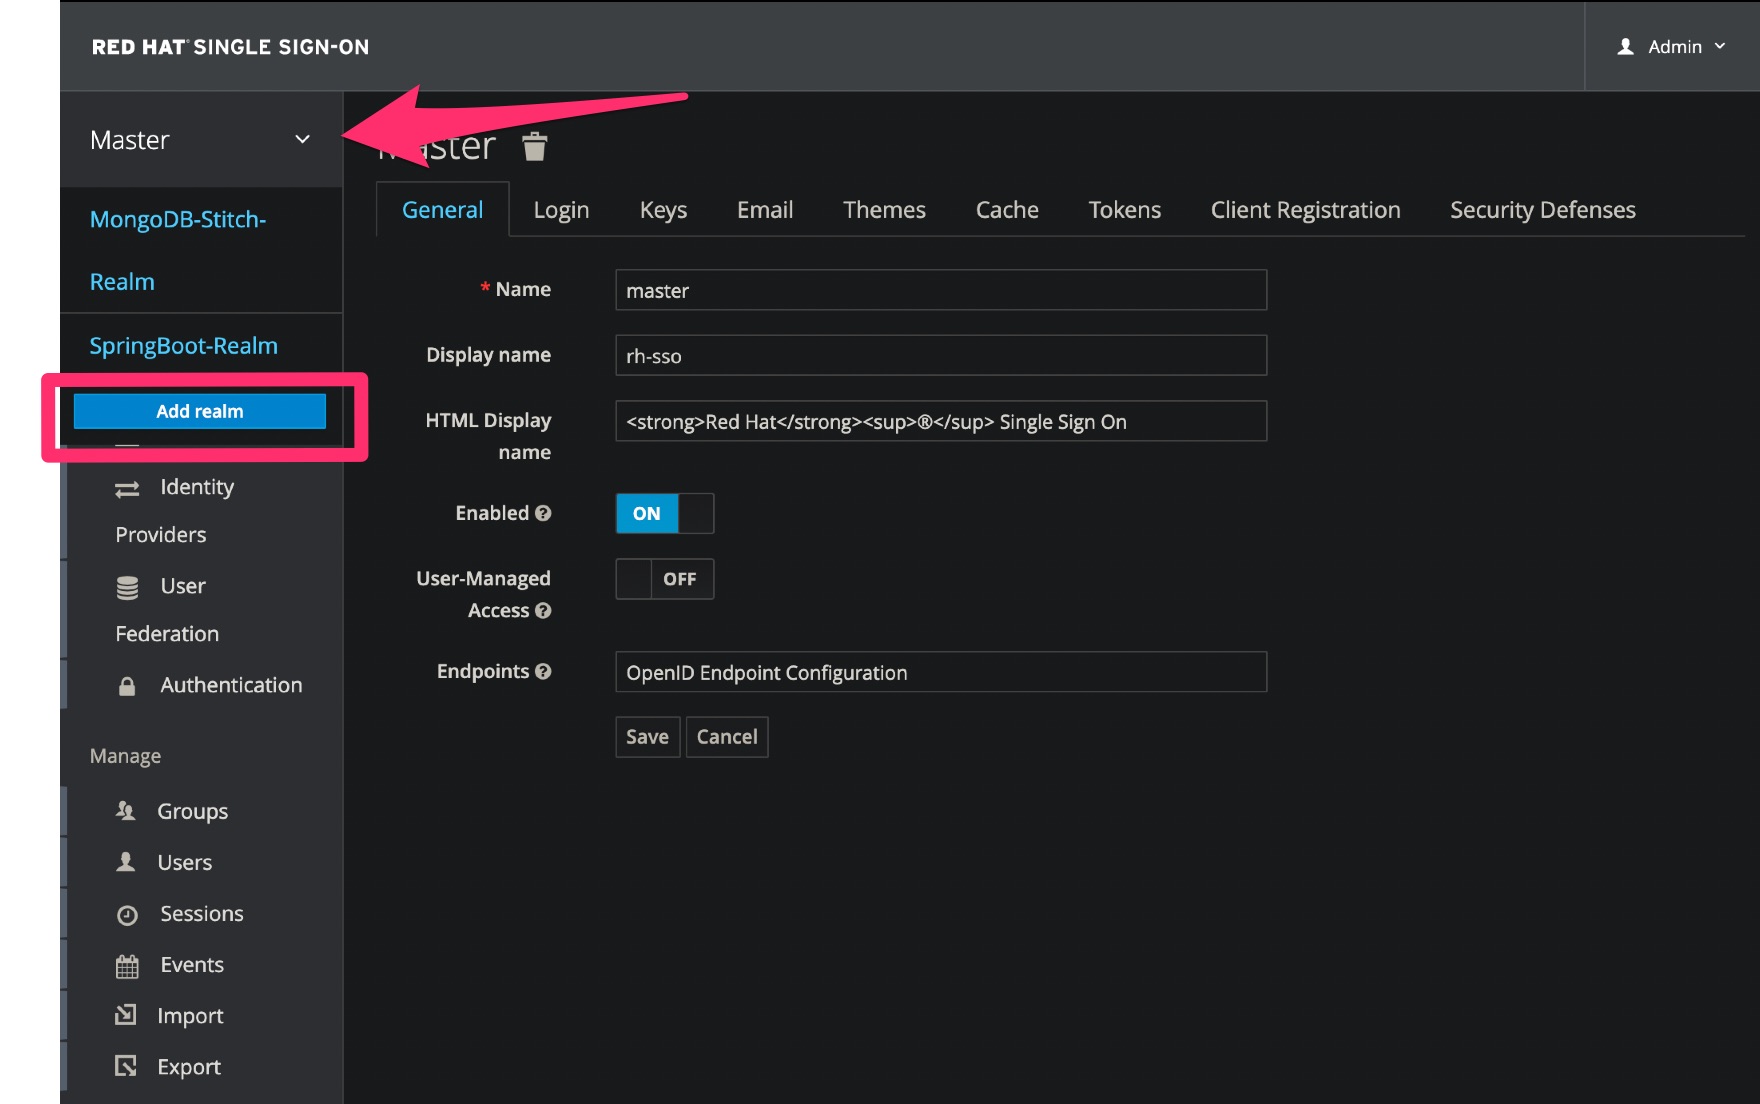 RED HAT® SINGLE SIGN-ON
Admin
Master
MongoDB-Stitch-
Realm
SpringBoot-Realm
Add realm
Identity
Providers
User
Federation
Authentication
Manage
Groups
Users
Sessions
Events
Import
Export
Master
General Login Keys Email Themes Cache Tokens Client Registration Security Defenses
* Name
master
Display name
rh-sso
HTML Display
name
<strong>Red Hat</strong><sup>®</sup> Single Sign On
Enabled
ON
User-Managed
Access
OFF
Endpoints
OpenID Endpoint Configuration
Save Cancel